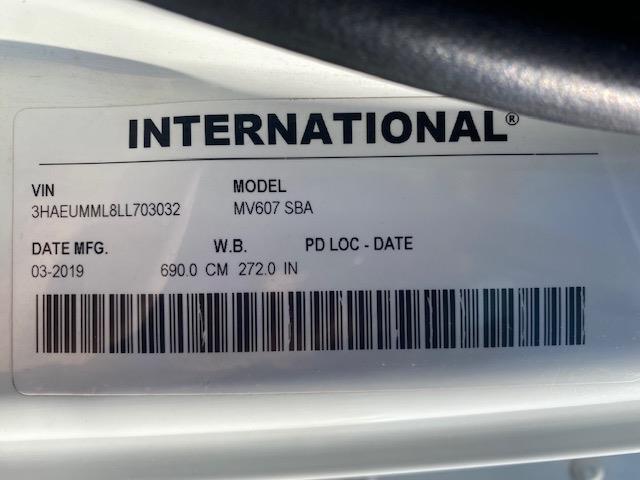 INTERNATIONAL®
VIN MODEL
3HAEUMML8LL703032 MV607 SBA
DATE MFG. W.B. PD LOC - DATE
03-2019 690.0 CM 272.0 IN